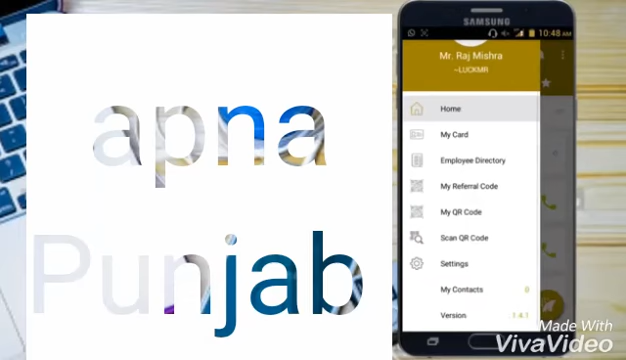 apna
Punjab
SAMSUNG
10:48 AM
Mr. Raj Mishra
~LUCKMR
Home
My Card
Employee Directory
My Referral Code
My QR Code
Scan QR Code
Settings
My Contacts 0
Version 1.4.1
Made With
VivaVideo